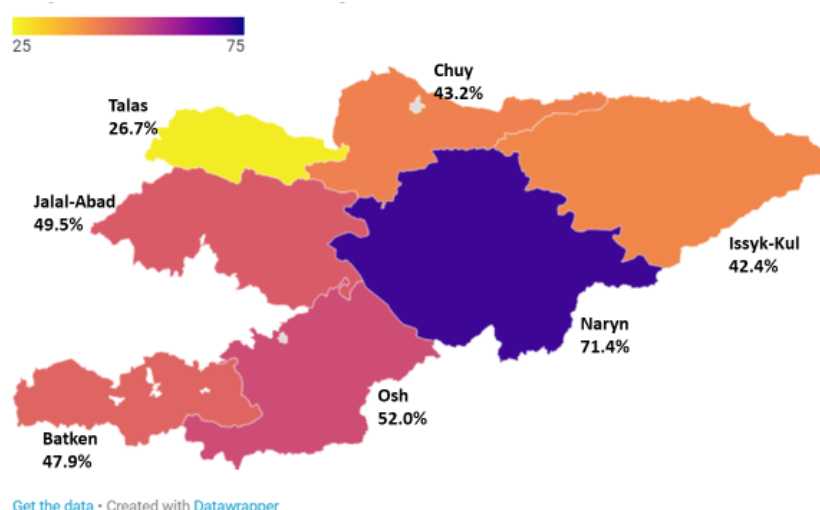 25
75
Chuy
43.2%
Talas
26.7%
Jalal-Abad
49.5%
Issyk-Kul
42.4%
Naryn
71.4%
Osh
52.0%
Batken
47.9%
Get the data • Created with Datawrapper